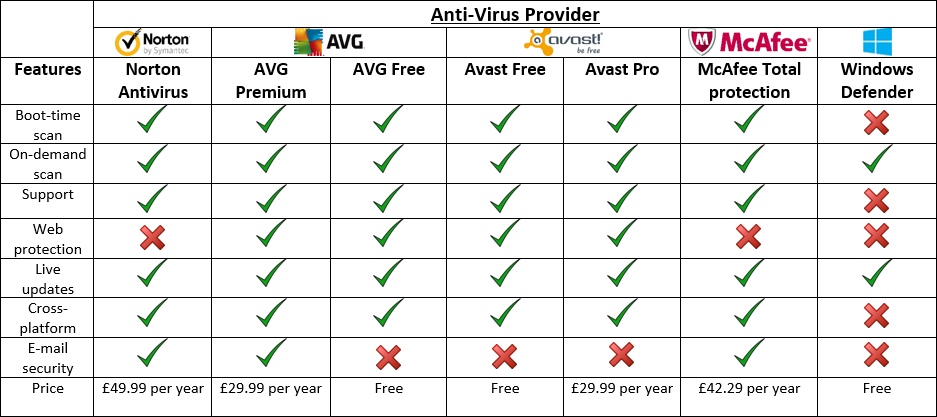 Anti-Virus Provider
Norton
by Symantec
AVG
avast!
be free
McAfee
Features
Norton Antivirus
AVG Premium
AVG Free
Avast Free
Avast Pro
McAfee Total protection
Windows Defender
Boot-time scan
On-demand scan
Support
Web protection
Live updates
Cross-platform
E-mail security
Price £49.99 per year £29.99 per year Free Free £29.99 per year £42.29 per year Free